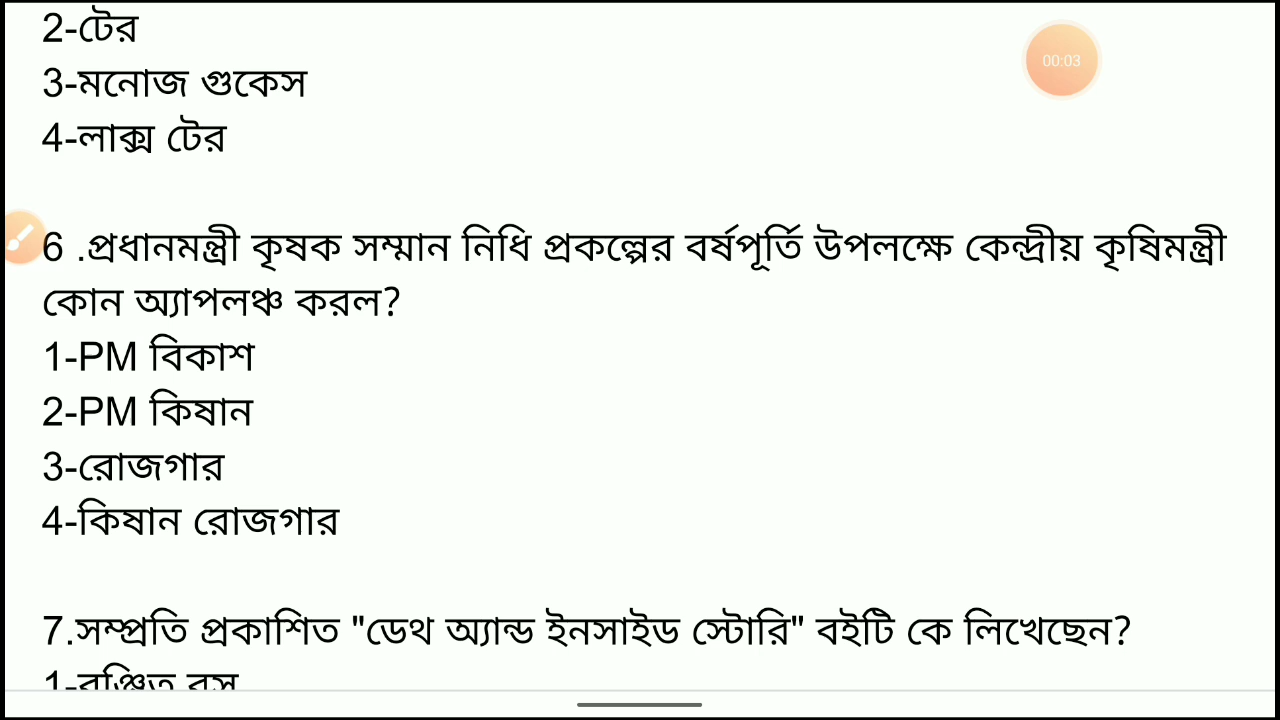 2-টের
00:03
3-মনোজ গুকেস
4-লাক্স টের
6 .প্রধানমন্ত্রী কৃষক সম্মান নিধি প্রকল্পের বর্ষপূর্তি উপলক্ষে কেন্দ্রীয় কৃষিমন্ত্রী
কোন অ্যাপলঞ্চ করল?
1-PM বিকাশ
2-PM কিষান
3-রোজগার
4-কিষান রোজগার
7.সম্প্রতি প্রকাশিত "ডেথ অ্যান্ড ইনসাইড স্টোরি" বইটি কে লিখেছেন?